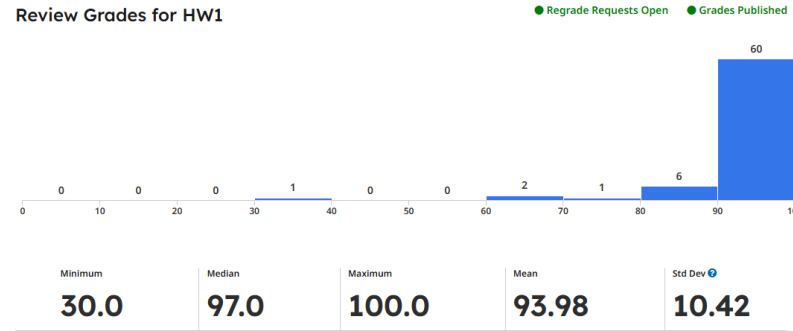 Review Grades for HW1
Regrade Requests Open Grades Published
60
0 0 0 1 0 0 2 1 6
0 10 20 30 40 50 60 70 80 90
Minimum Median Maximum Mean Std Dev ?
30.0 97.0 100.0 93.98 10.42